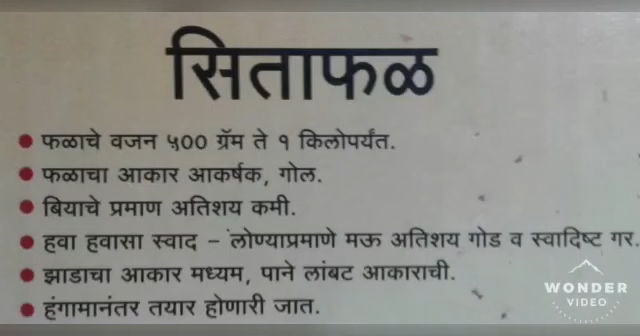 सिताफळ
फळाचे वजन ५०० ग्रॅम ते १ किलोपर्यंत.
फळाचा आकार आकर्षक, गोल.
बियाचे प्रमाण अतिशय कमी.
हवा हवासा स्वाद - लोण्याप्रमाणे मऊ अतिशय गोड व स्वादिष्ट गर.
झाडाचा आकार मध्यम, पाने लांबट आकाराची.
हंगामानंतर तयार होणारी जात.
WONDER
VIDEO